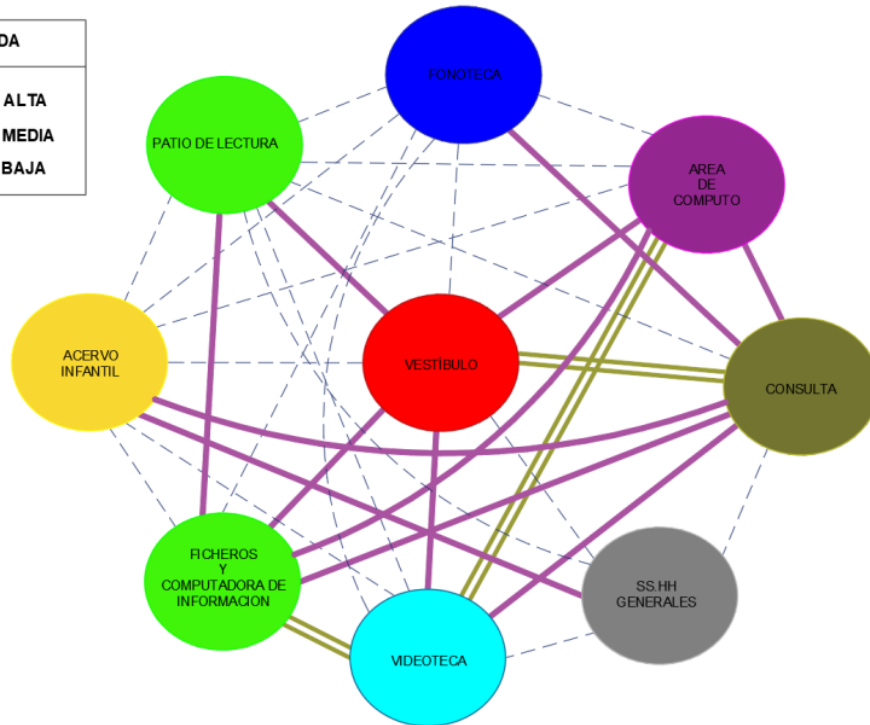 DA
ALTA
MEDIA
BAJA
FONOTECA
PATIO DE LECTURA
AREA
DE
COMPUTO
ACERVO
INFANTIL
VESTÍBULO
CONSULTA
FICHEROS
Y
COMPUTADORA DE
INFORMACION
SS.HH
GENERALES
VIDEOTECA